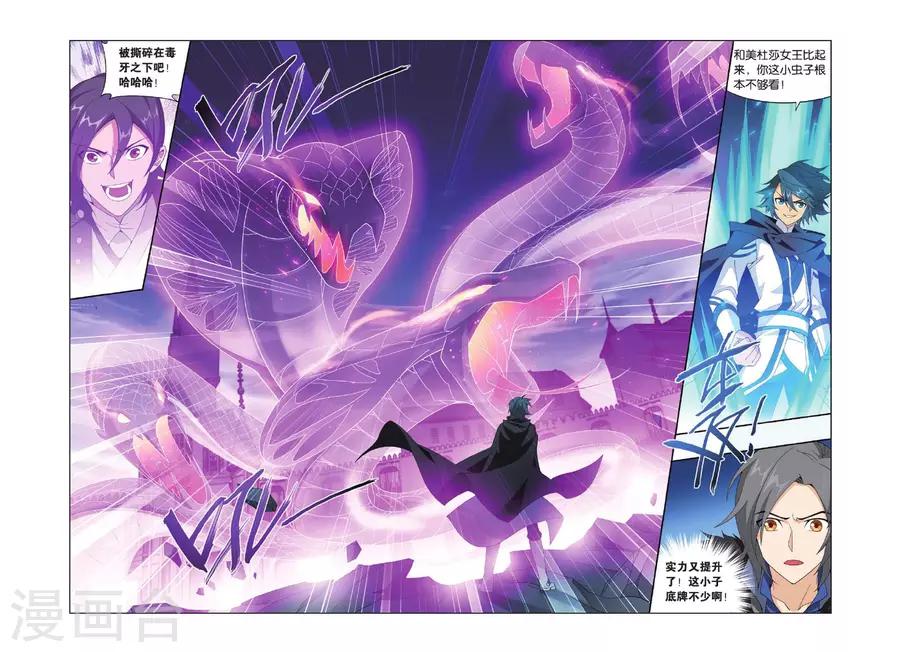 被撕碎在毒
牙之下吧！
哈哈哈！
和美杜莎女王比起
来，你这小虫子根
本不够看！
实力又提升
了！这小子
底牌不少啊！
漫画台